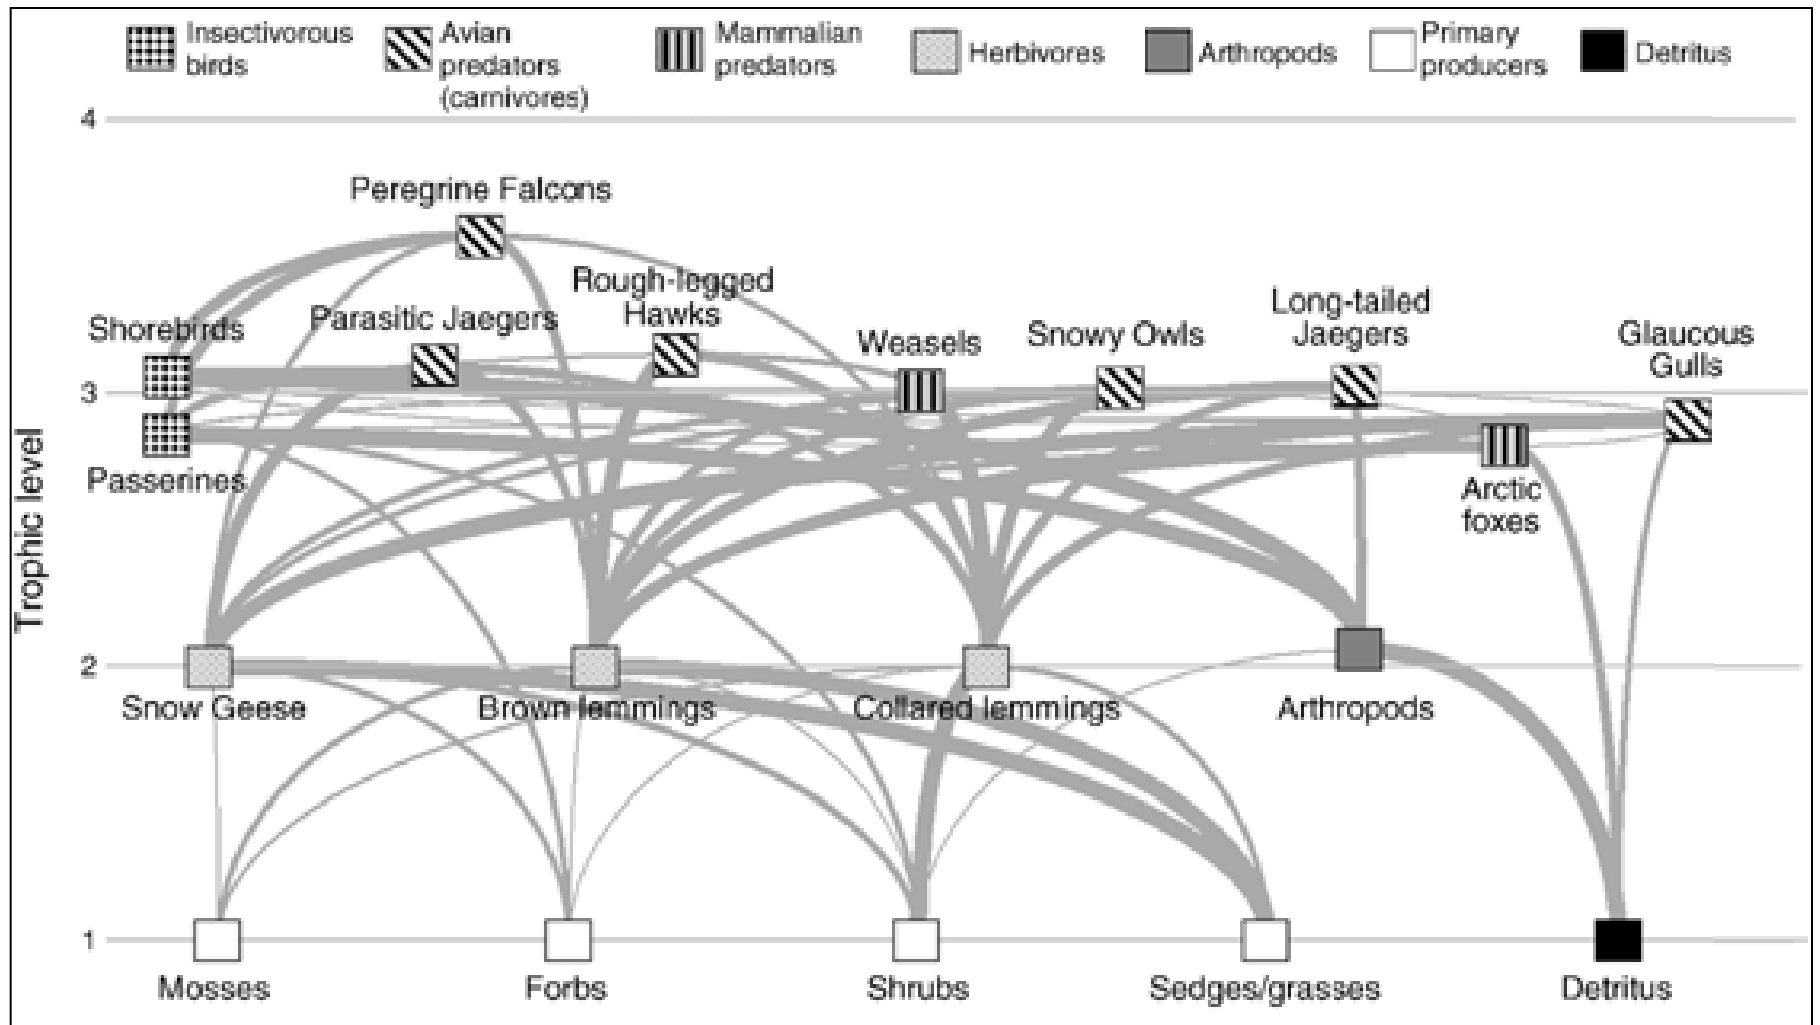 Insectivorous
birds
Avian
predators
(carnivores)
Mammalian
predators
Herbivores
Arthropods
Primary
producers
Detritus
4
Peregrine Falcons
Rough-legged
Hawks
Parasitic Jaegers
Shorebirds
Weasels
Snowy Owls
Long-tailed
Jaegers
Glaucous
Gulls
3
Passerines
Arctic
foxes
Trophic level
2
Snow Geese
Brown lemmings
Collared lemmings
Arthropods
1
Mosses
Forbs
Shrubs
Sedges/grasses
Detritus